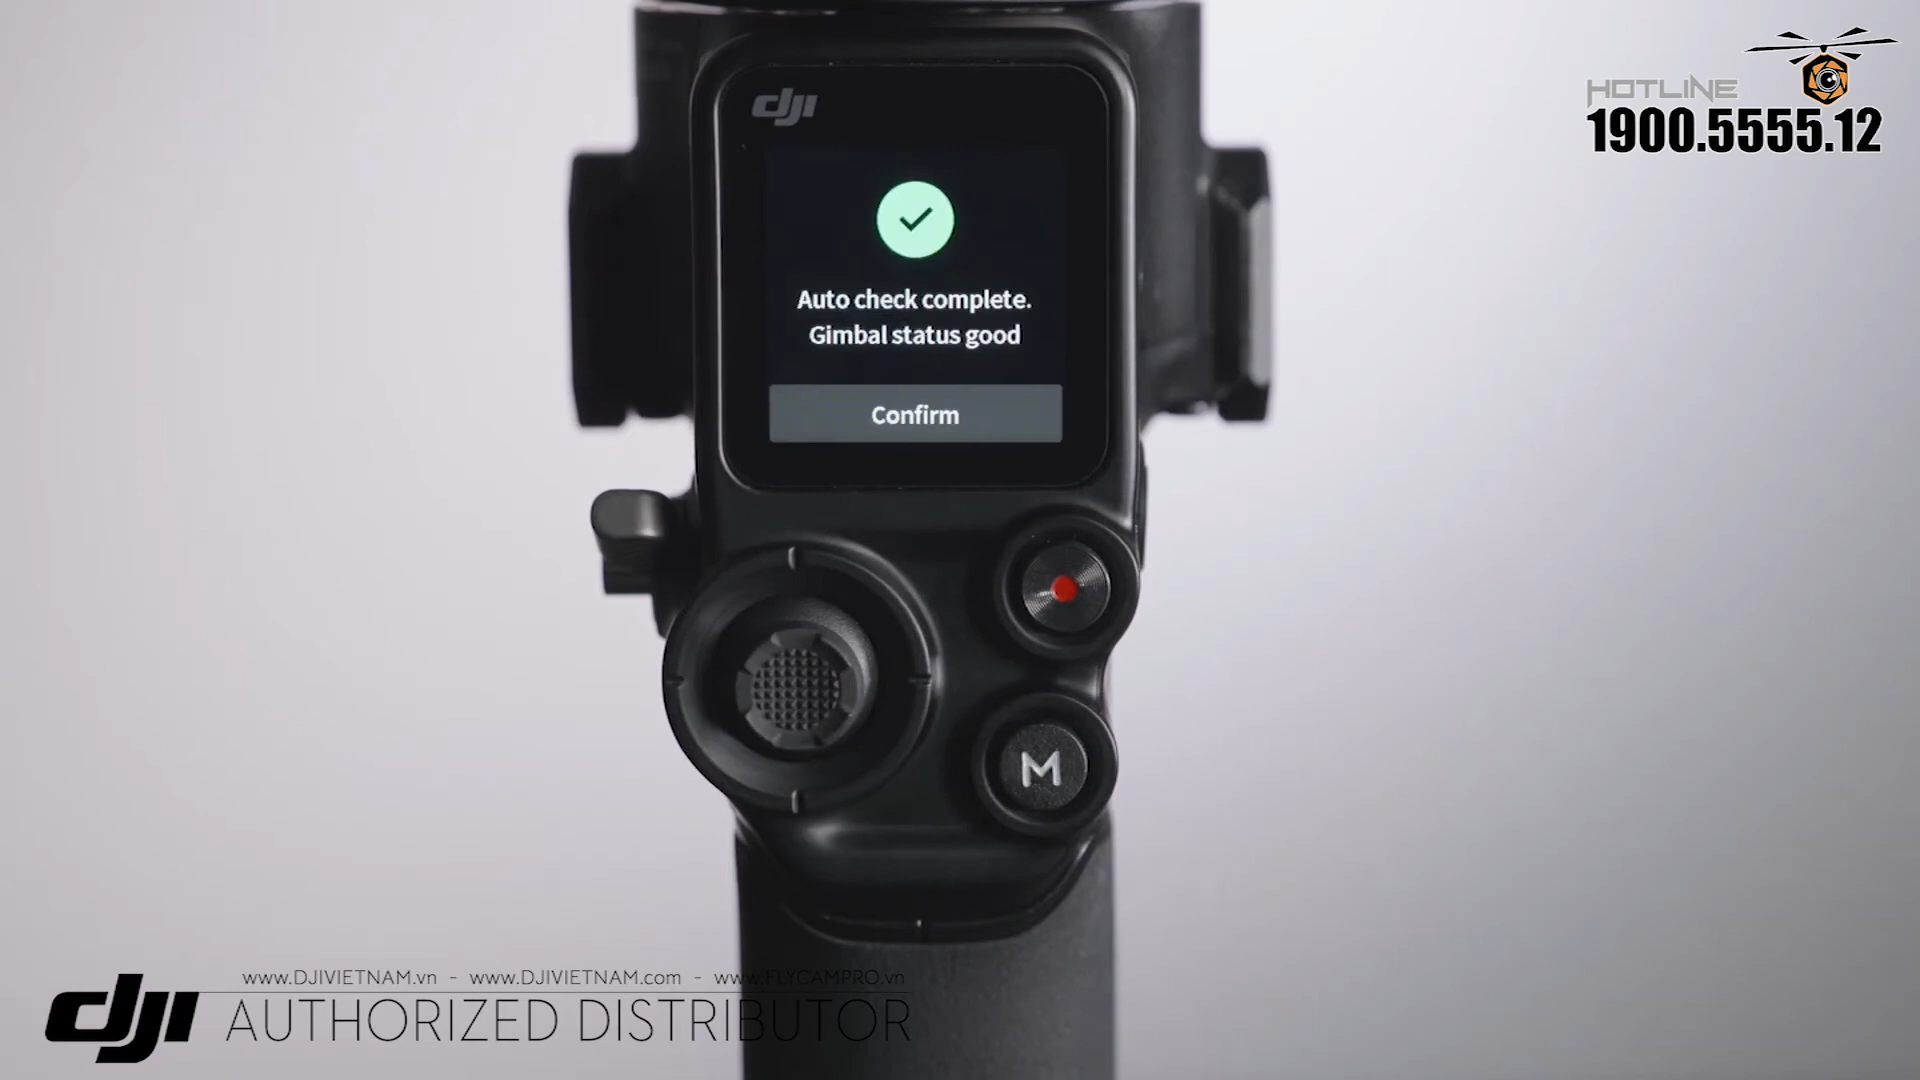 dji
HOTLINE
1900.5555.12
Auto check complete.
Gimbal status good
Confirm
M
www.DJIVIETNAM.vn - www.DJIVIETNAM.com - www.FLYCAMPRO.vn
dji AUTHORIZED DISTRIBUTOR